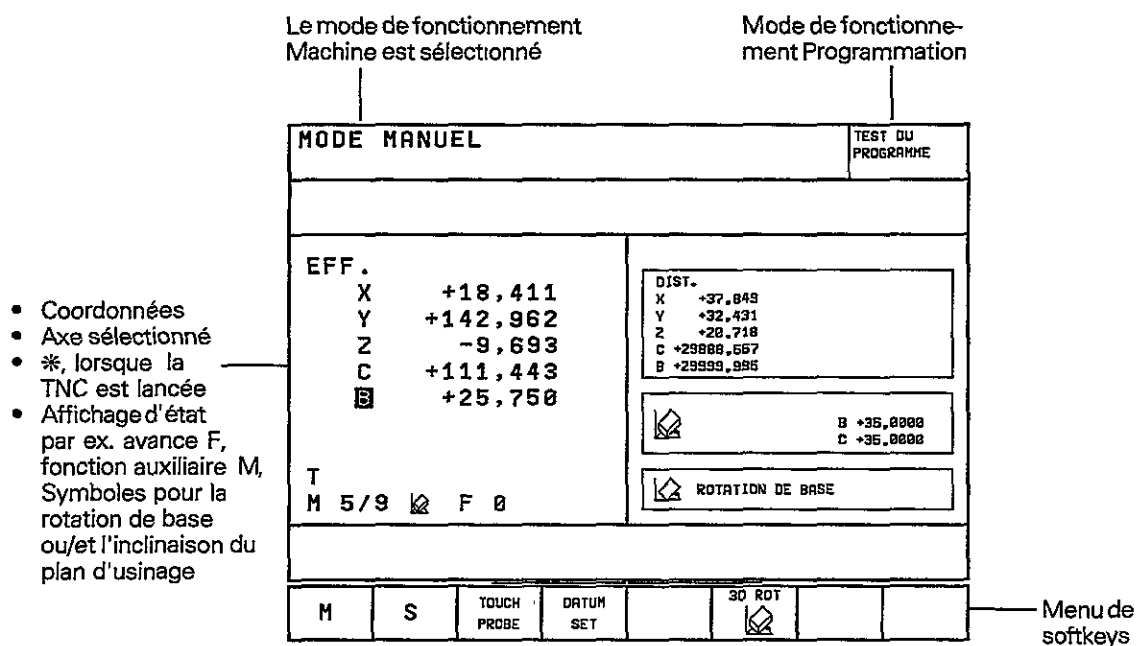 Le mode de fonctionnement
Machine est sélectionné
Mode de fonctionne-
ment Programmation
MODE MANUEL
TEST DU
PROGRAMME
EFF.
X +18,411
Y +142,962
Z -9,693
C +111,443
B +25,750
T
M 5/9 F 0
DIST.
X +37,849
Y +32,431
Z +20,718
C +29888,557
B +29999,995
B +35,0000
C +35,0000
ROTATION DE BASE
• Coordonnées
• Axe sélectionné
• ✳, lorsque la
TNC est lancée
• Affichage d'état
par ex. avance F,
fonction auxiliaire M,
Symboles pour la
rotation de base
ou/et l'inclinaison du
plan d'usinage
M
S
TOUCH
PROBE
DATUM
SET
3D ROT
Menu de
softkeys